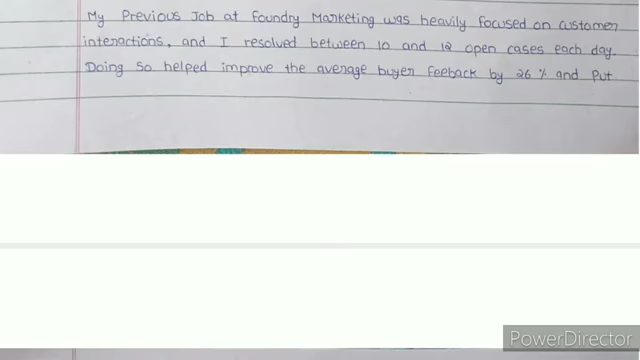 My Previous Job at Foundry Marketing was heavily focused on customer
interactions, and I resolved between 10 and 12 open cases each day.
Doing so helped improve the average buyer feeback by 26 % and Put
PowerDirector